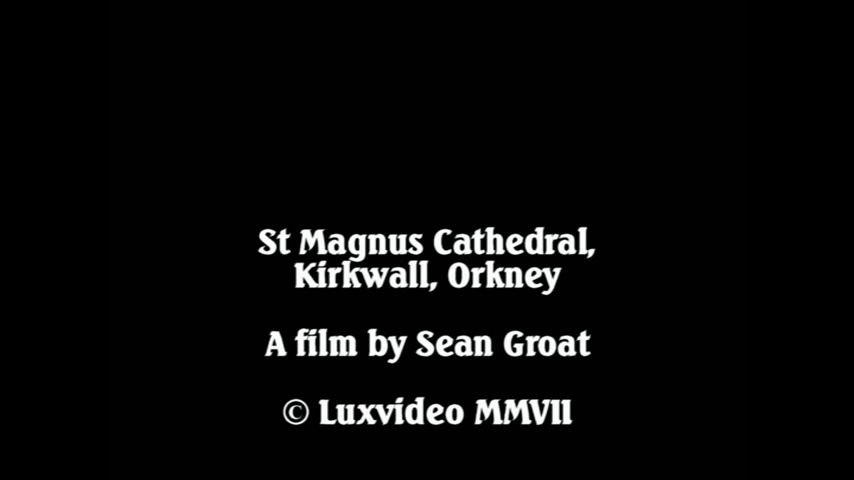 St Magnus Cathedral,
Kirkwall, Orkney
A film by Sean Groat
© Luxvideo MMVII